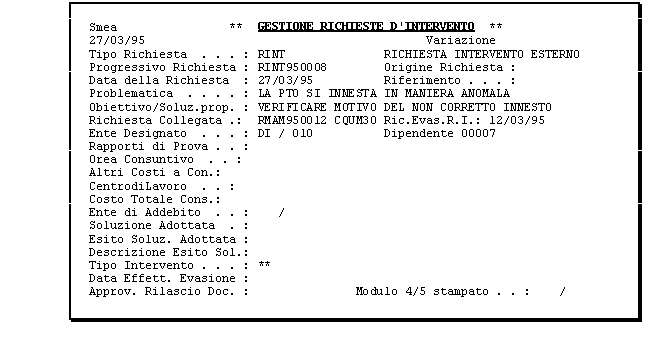 Smea ** GESTIONE RICHIESTE D'INTERVENTO **
27/03/95 Variazione
Tipo Richiesta . . . : RINT RICHIESTA INTERVENTO ESTERNO
Progressivo Richiesta : RINT950008 Origine Richiesta :
Data della Richiesta : 27/03/95 Riferimento . . . :
Problematica . . . . : LA PTO SI INNESTA IN MANIERA ANOMALA
Obiettivo/Soluz.prop. : VERIFICARE MOTIVO DEL NON CORRETTO INNESTO
Richiesta Collegata .: RMAM950012 CQUM30 Ric.Evas.R.I.: 12/03/95
Ente Designato . . . . : DI / 010 Dipendente 00007
Rapporti di Prova . . :
Orea Consuntivo . . :
Altri Costi a Con.:
CentrodiLavoro . . :
Costo Totale Cons.:
Ente di Addebito . . : /
Soluzione Adottata . :
Esito Soluz. Adottata :
Descrizione Esito Sol.:
Tipo Intervento . . . : **
Data Effett. Evasione :
Approv. Rilascio Doc. : Modulo 4/5 stampato . . : /